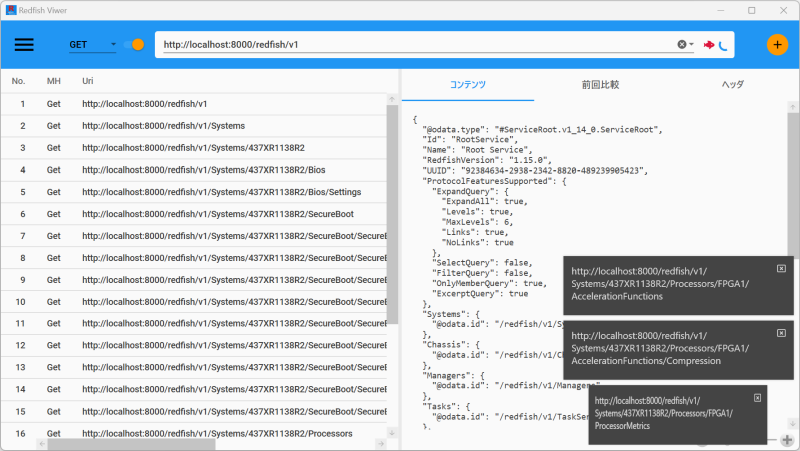 Redfish Viwer
GET
http://localhost:8000/redfish/v1
No. MH Uri
1 Get http://localhost:8000/redfish/v1
2 Get http://localhost:8000/redfish/v1/Systems
3 Get http://localhost:8000/redfish/v1/Systems/437XR1138R2
4 Get http://localhost:8000/redfish/v1/Systems/437XR1138R2/Bios
5 Get http://localhost:8000/redfish/v1/Systems/437XR1138R2/Bios/Settings
6 Get http://localhost:8000/redfish/v1/Systems/437XR1138R2/SecureBoot
7 Get http://localhost:8000/redfish/v1/Systems/437XR1138R2/SecureBoot/SecureB
8 Get http://localhost:8000/redfish/v1/Systems/437XR1138R2/SecureBoot/SecureB
9 Get http://localhost:8000/redfish/v1/Systems/437XR1138R2/SecureBoot/SecureB
10 Get http://localhost:8000/redfish/v1/Systems/437XR1138R2/SecureBoot/SecureB
11 Get http://localhost:8000/redfish/v1/Systems/437XR1138R2/SecureBoot/SecureB
12 Get http://localhost:8000/redfish/v1/Systems/437XR1138R2/SecureBoot/SecureB
13 Get http://localhost:8000/redfish/v1/Systems/437XR1138R2/SecureBoot/SecureB
14 Get http://localhost:8000/redfish/v1/Systems/437XR1138R2/SecureBoot/SecureB
15 Get http://localhost:8000/redfish/v1/Systems/437XR1138R2/SecureBoot/SecureB
16 Get http://localhost:8000/redfish/v1/Systems/437XR1138R2/Processors
コンテンツ 前回比較 ヘッダ
{
"@odata.type": "#ServiceRoot.v1_14_0.ServiceRoot",
"Id": "RootService",
"Name": "Root Service",
"RedfishVersion": "1.15.0",
"UUID": "92384634-2938-2342-8820-489239905423",
"ProtocolFeaturesSupported": {
"ExpandQuery": {
"ExpandAll": true,
"Levels": true,
"MaxLevels": 6,
"Links": true,
"NoLinks": true
},
"SelectQuery": false,
"FilterQuery": false,
"OnlyMemberQuery": true,
"ExcerptQuery": true
},
"Systems": {
"@odata.id": "/redfish/v1/Sy
},
"Chassis": {
"@odata.id": "/redfish/v1/Ch
},
"Managers": {
"@odata.id": "/redfish/v1/Managers"
},
"Tasks": {
"@odata.id": "/redfish/v1/TaskSer
},
http://localhost:8000/redfish/v1/
Systems/437XR1138R2/Processors/FPGA1/
AccelerationFunctions
http://localhost:8000/redfish/v1/
Systems/437XR1138R2/Processors/FPGA1/
AccelerationFunctions/Compression
http://localhost:8000/redfish/v1/
Systems/437XR1138R2/Processors/FPGA1/
ProcessorMetrics